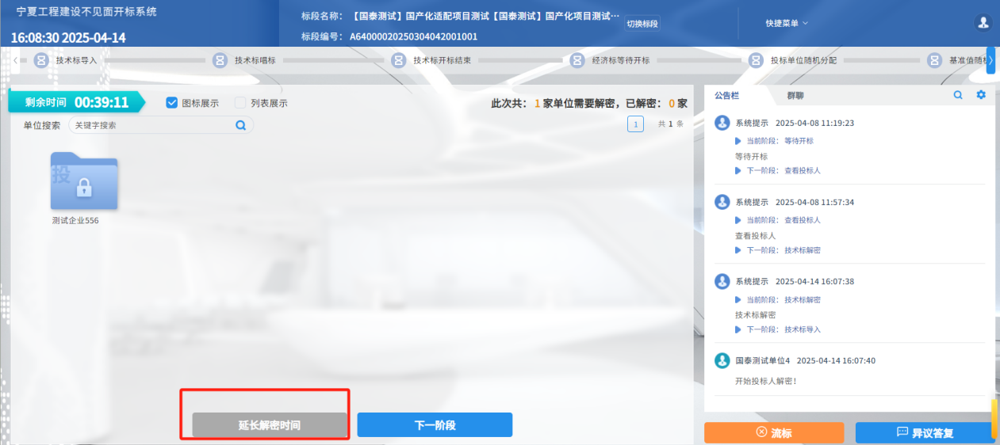 宁夏工程建设不见面开标系统
16:08:30 2025-04-14
标段名称： 【国泰测试】国产化适配项目测试【国泰测试】国产化项目测试… 切换标段
标段编号： A64000020250304042001001
快捷菜单
技术标导入 技术标唱标 技术标开标结束 经济标等待开标 投标单位随机分配 基准值随机
剩余时间 00:39:11 图标展示 列表展示 此次共： 1 家单位需要解密，已解密： 0 家
单位搜索 关键字搜索 1 共 1 条
投
测试企业556
延长解密时间 下一阶段
公告栏 群聊
系统提示 2025-04-08 11:19:23
当前阶段： 等待开标
等待开标
下一阶段： 查看投标人
系统提示 2025-04-08 11:57:34
当前阶段： 查看投标人
查看投标人
下一阶段： 技术标解密
系统提示 2025-04-14 16:07:38
当前阶段： 技术标解密
技术标解密
下一阶段： 技术标导入
国泰测试单位4 2025-04-14 16:07:40
开始投标人解密！
流标 异议答复